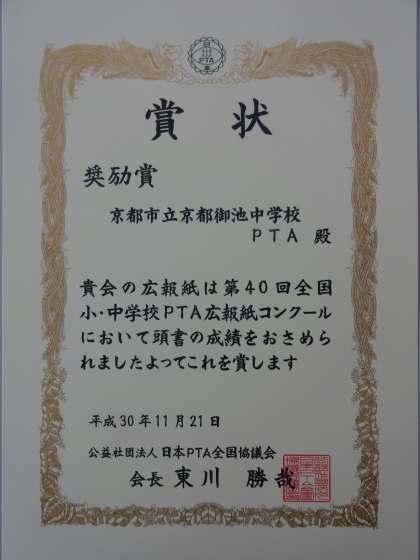 賞状
奨励賞
京都市立京都御池中学校
PTA 殿
貴会の広報紙は第40回全国
小・中学校PTA広報紙コンクール
において頭書の成績をおさめら
れましたよってこれを賞します
平成30年11月21日
公益社団法人 日本PTA全国協議会
会長 東川 勝哉